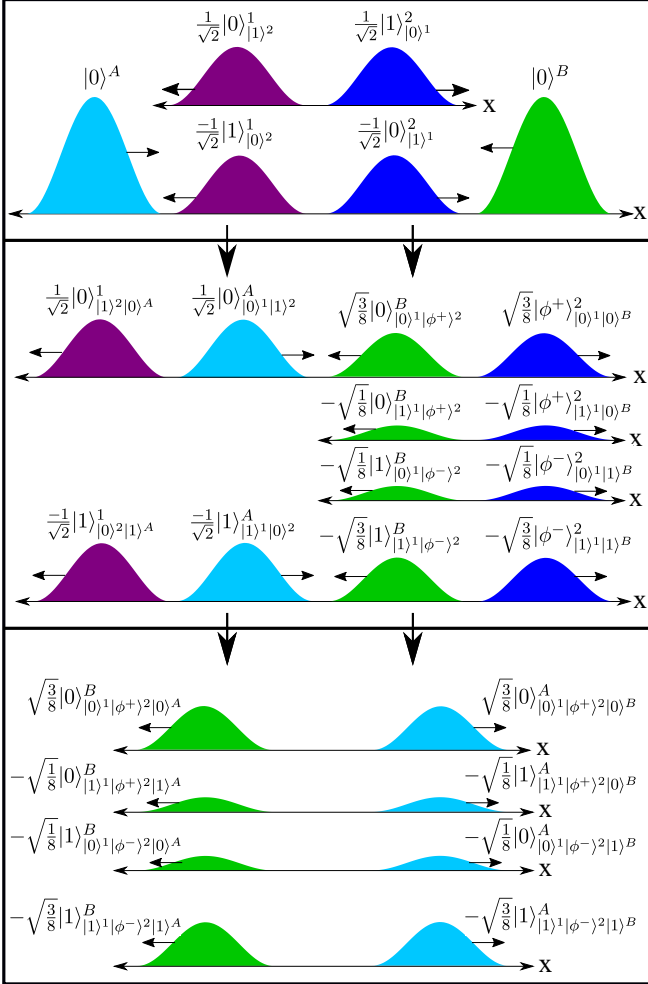 1/√2 |0⟩^1_{|1⟩^2} 1/√2 |1⟩^2_{|0⟩^1}
|0⟩^A |0⟩^B
x
-1/√2 |1⟩^1_{|0⟩^2} -1/√2 |0⟩^2_{|1⟩^1}
x
1/√2 |0⟩^1_{|1⟩^2|0⟩^A} 1/√2 |0⟩^A_{|0⟩^1|1⟩^2} √(3/8) |0⟩^B_{|0⟩^1|ϕ^+⟩^2} √(3/8) |ϕ^+⟩^2_{|0⟩^1|0⟩^B}
x
−√(1/8) |0⟩^B_{|1⟩^1|ϕ^+⟩^2} −√(1/8) |ϕ^+⟩^2_{|1⟩^1|0⟩^B}
x
−√(1/8) |1⟩^B_{|0⟩^1|ϕ^-⟩^2} −√(1/8) |ϕ^-⟩^2_{|0⟩^1|1⟩^B}
x
-1/√2 |1⟩^1_{|0⟩^2|1⟩^A} -1/√2 |1⟩^A_{|1⟩^1|0⟩^2} −√(3/8) |1⟩^B_{|1⟩^1|ϕ^-⟩^2} −√(3/8) |ϕ^-⟩^2_{|1⟩^1|1⟩^B}
x
√(3/8) |0⟩^B_{|0⟩^1|ϕ^+⟩^2|0⟩^A} √(3/8) |0⟩^A_{|0⟩^1|ϕ^+⟩^2|0⟩^B}
x
−√(1/8) |0⟩^B_{|1⟩^1|ϕ^+⟩^2|1⟩^A} −√(1/8) |1⟩^A_{|1⟩^1|ϕ^+⟩^2|0⟩^B}
x
−√(1/8) |1⟩^B_{|0⟩^1|ϕ^-⟩^2|0⟩^A} −√(1/8) |0⟩^A_{|0⟩^1|ϕ^-⟩^2|1⟩^B}
x
−√(3/8) |1⟩^B_{|1⟩^1|ϕ^-⟩^2|1⟩^A} −√(3/8) |1⟩^A_{|1⟩^1|ϕ^-⟩^2|1⟩^B}
x